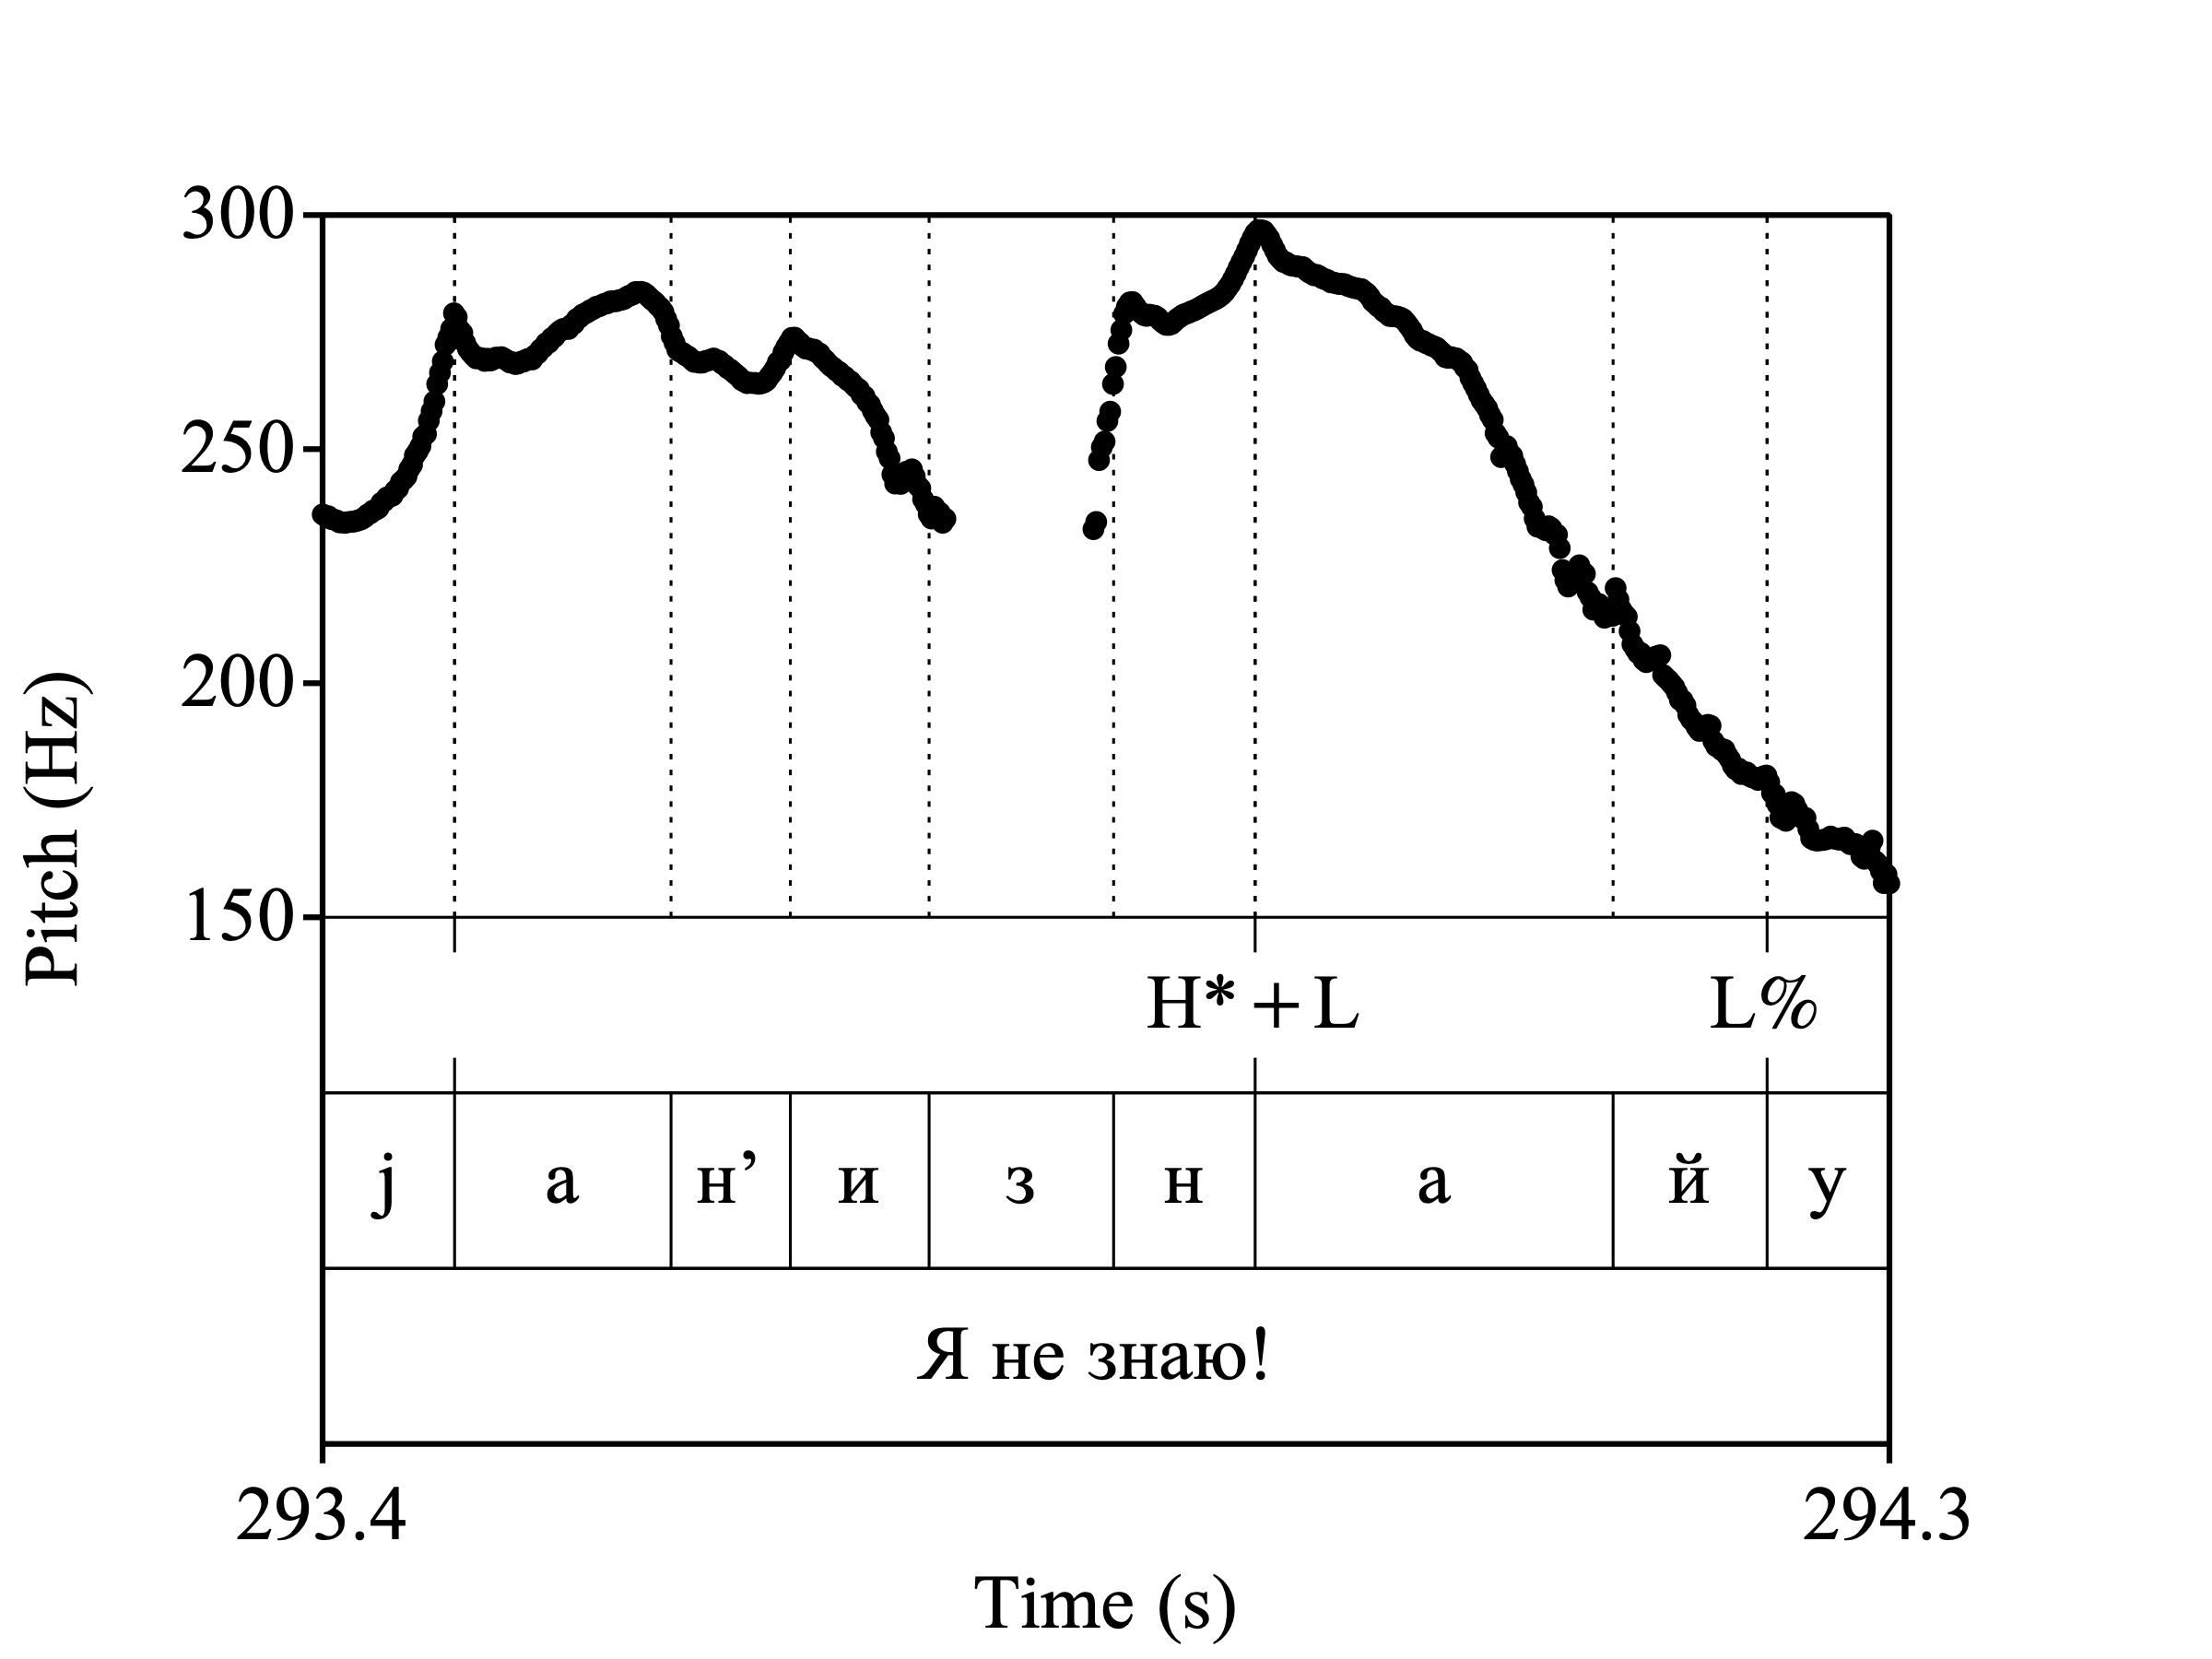 300
250
200
150
Pitch (Hz)
H* + L L%
j а н’ и з н а й у
Я не знаю!
293.4 294.3
Time (s)